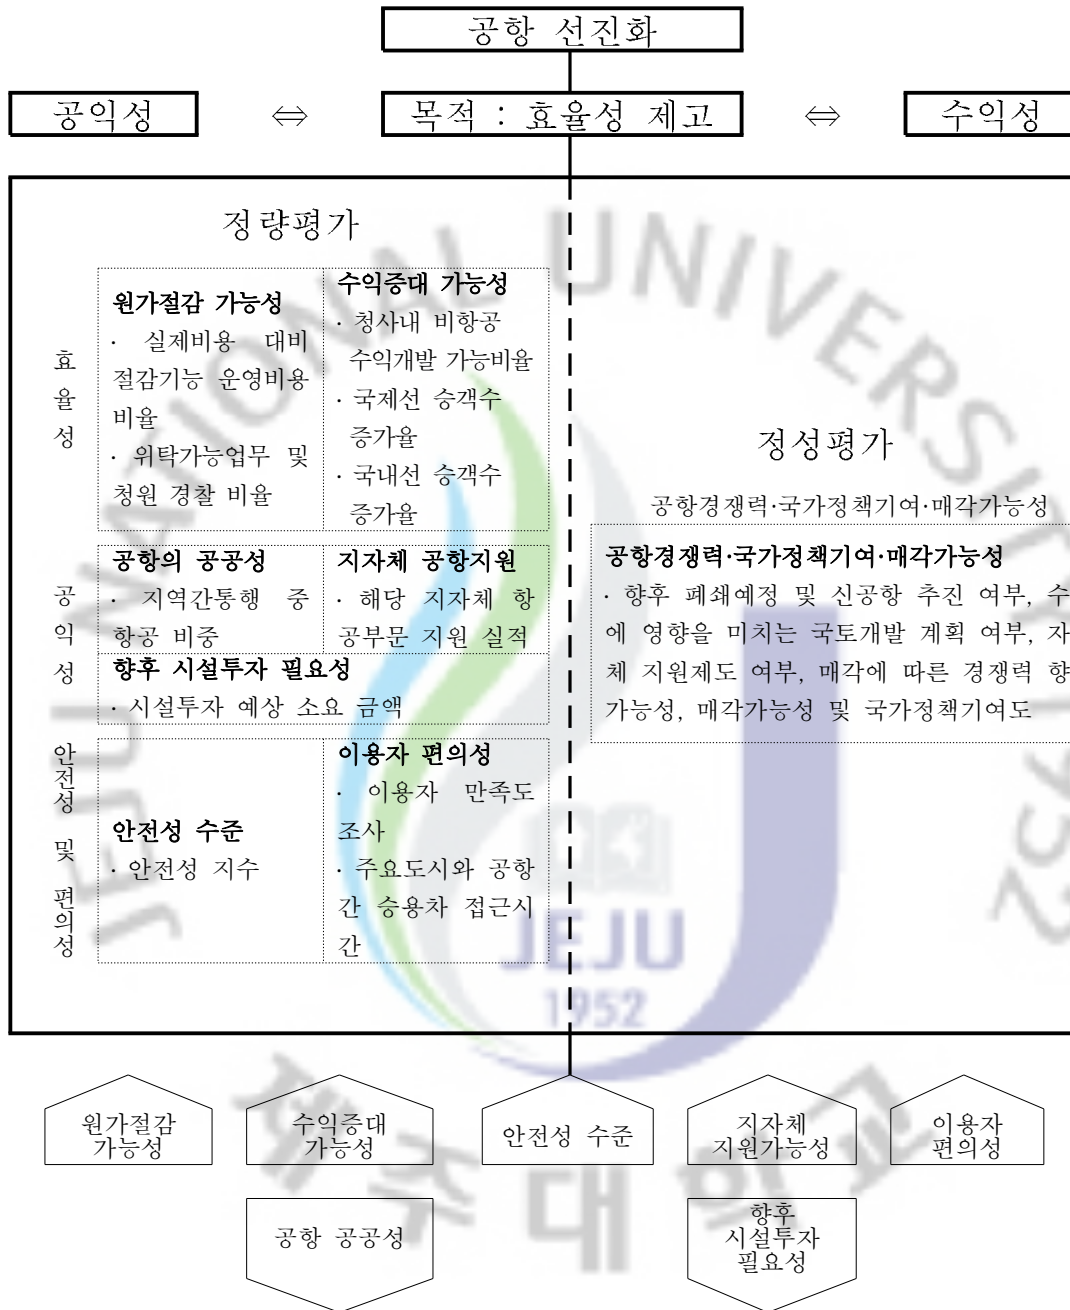 공항 선진화
공익성 ⇔ 목적 : 효율성 제고 ⇔ 수익성
정량평가
효율성
원가절감 가능성
· 실제비용 대비
절감기능 운영비용
비율
· 위탁가능업무 및
청원 경찰 비율
수익증대 가능성
· 청사내 비항공
수익개발 가능비율
· 국제선 승객수
증가율
· 국내선 승객수
증가율
공익성
공항의 공공성
· 지역간통행 중
항공 비중
지자체 공항지원
· 해당 지자체 항
공부문 지원 실적
향후 시설투자 필요성
· 시설투자 예상 소요 금액
안전성 및 편의성
안전성 수준
· 안전성 지수
이용자 편의성
· 이용자 만족도
조사
· 주요도시와 공항
간 승용차 접근시
간
정성평가
공항경쟁력·국가정책기여·매각가능성
공항경쟁력·국가정책기여·매각가능성
· 향후 폐쇄예정 및 신공항 추진 여부, 수
에 영향을 미치는 국토개발 계획 여부, 자
체 지원제도 여부, 매각에 따른 경쟁력 향
가능성, 매각가능성 및 국가정책기여도
원가절감
가능성
수익증대
가능성
안전성 수준
지자체
지원가능성
이용자
편의성
공항 공공성
향후
시설투자
필요성
JEJU NATIONAL UNIVERSITY 1952
JEJU
1952
제주대학교